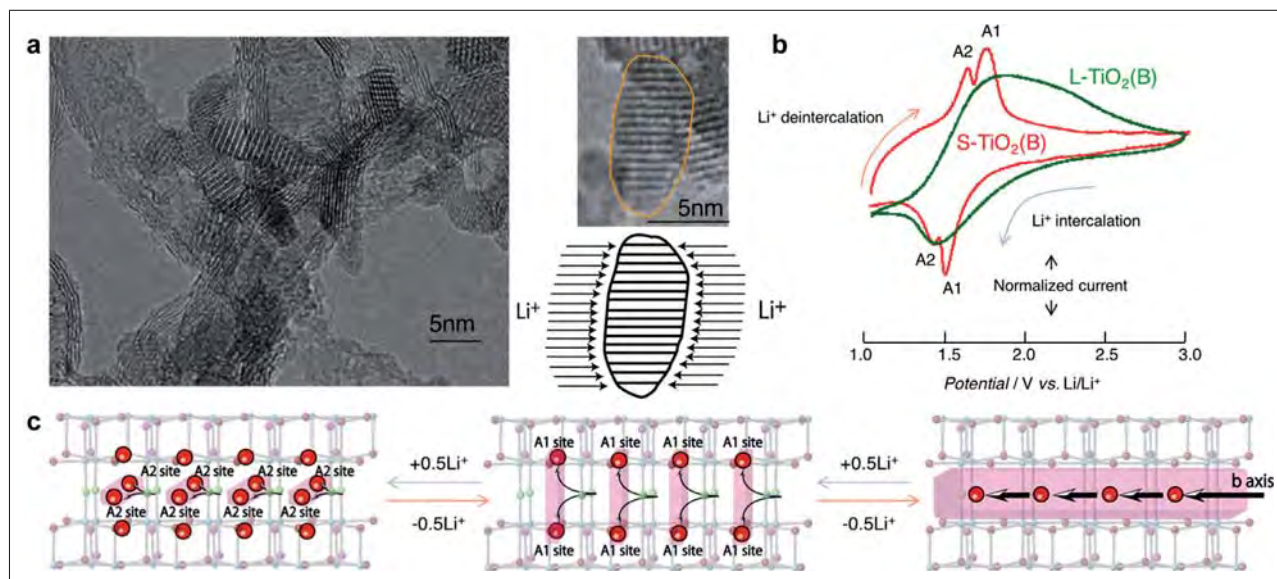 a
5nm
5nm
Li⁺
Li⁺
b
A1
A2
L-TiO₂(B)
Li⁺ deintercalation
S-TiO₂(B)
Li⁺ intercalation
A2
A1
Normalized current
1.0 1.5 2.0 2.5 3.0
Potential / V vs. Li/Li⁺
c
A2 site A2 site A2 site A2 site
A2 site A2 site A2 site A2 site
+0.5Li⁺
-0.5Li⁺
A1 site A1 site A1 site A1 site
A1 site A1 site A1 site A1 site
+0.5Li⁺
-0.5Li⁺
b axis